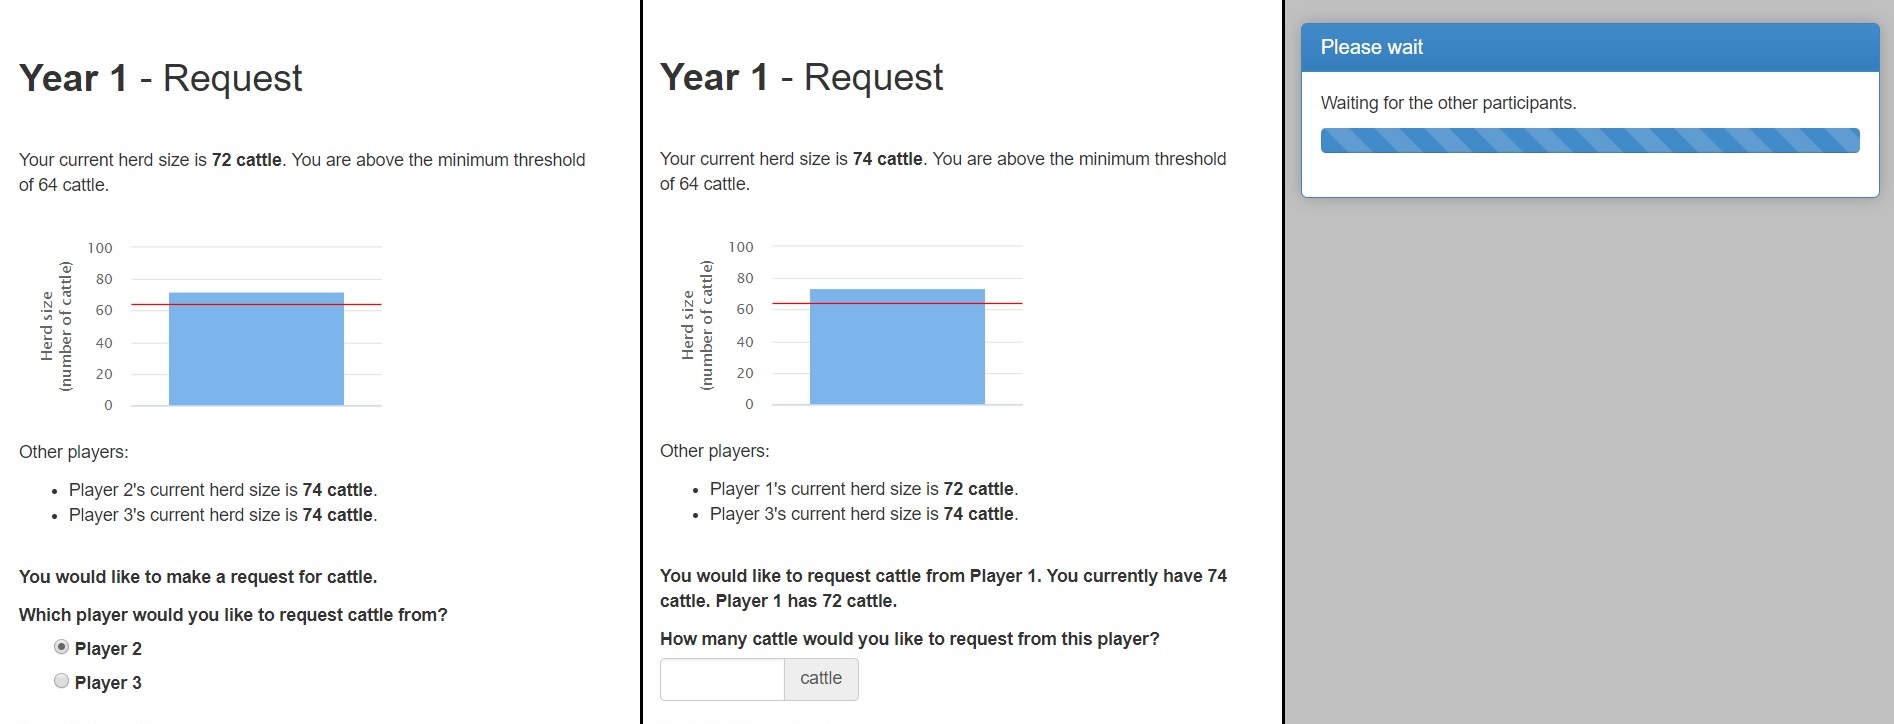 Year 1 - Request
Your current herd size is 72 cattle. You are above the minimum threshold
of 64 cattle.
100
80
60
40
20
0
Herd size
(number of cattle)
Other players:
• Player 2's current herd size is 74 cattle.
• Player 3's current herd size is 74 cattle.
You would like to make a request for cattle.
Which player would you like to request cattle from?
Player 2
Player 3
Year 1 - Request
Your current herd size is 74 cattle. You are above the minimum threshold
of 64 cattle.
100
80
60
40
20
0
Herd size
(number of cattle)
Other players:
• Player 1's current herd size is 72 cattle.
• Player 3's current herd size is 74 cattle.
You would like to request cattle from Player 1. You currently have 74
cattle. Player 1 has 72 cattle.
How many cattle would you like to request from this player?
cattle
Please wait
Waiting for the other participants.